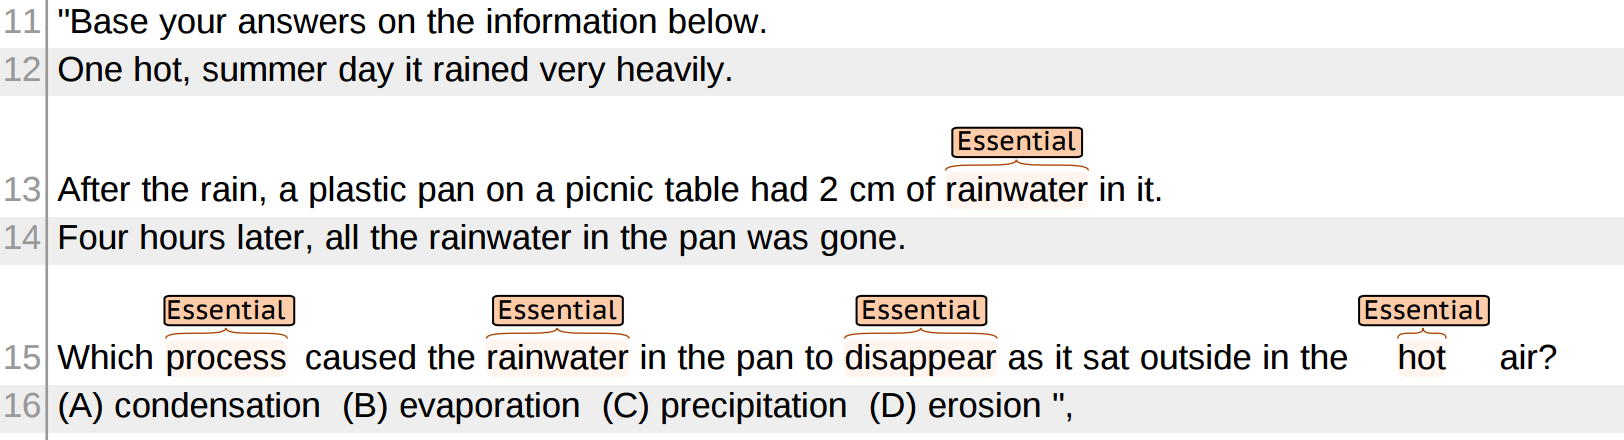 11 "Base your answers on the information below.
12 One hot, summer day it rained very heavily.
Essential
13 After the rain, a plastic pan on a picnic table had 2 cm of rainwater in it.
14 Four hours later, all the rainwater in the pan was gone.
Essential Essential Essential Essential
15 Which process caused the rainwater in the pan to disappear as it sat outside in the hot air?
16 (A) condensation (B) evaporation (C) precipitation (D) erosion ",